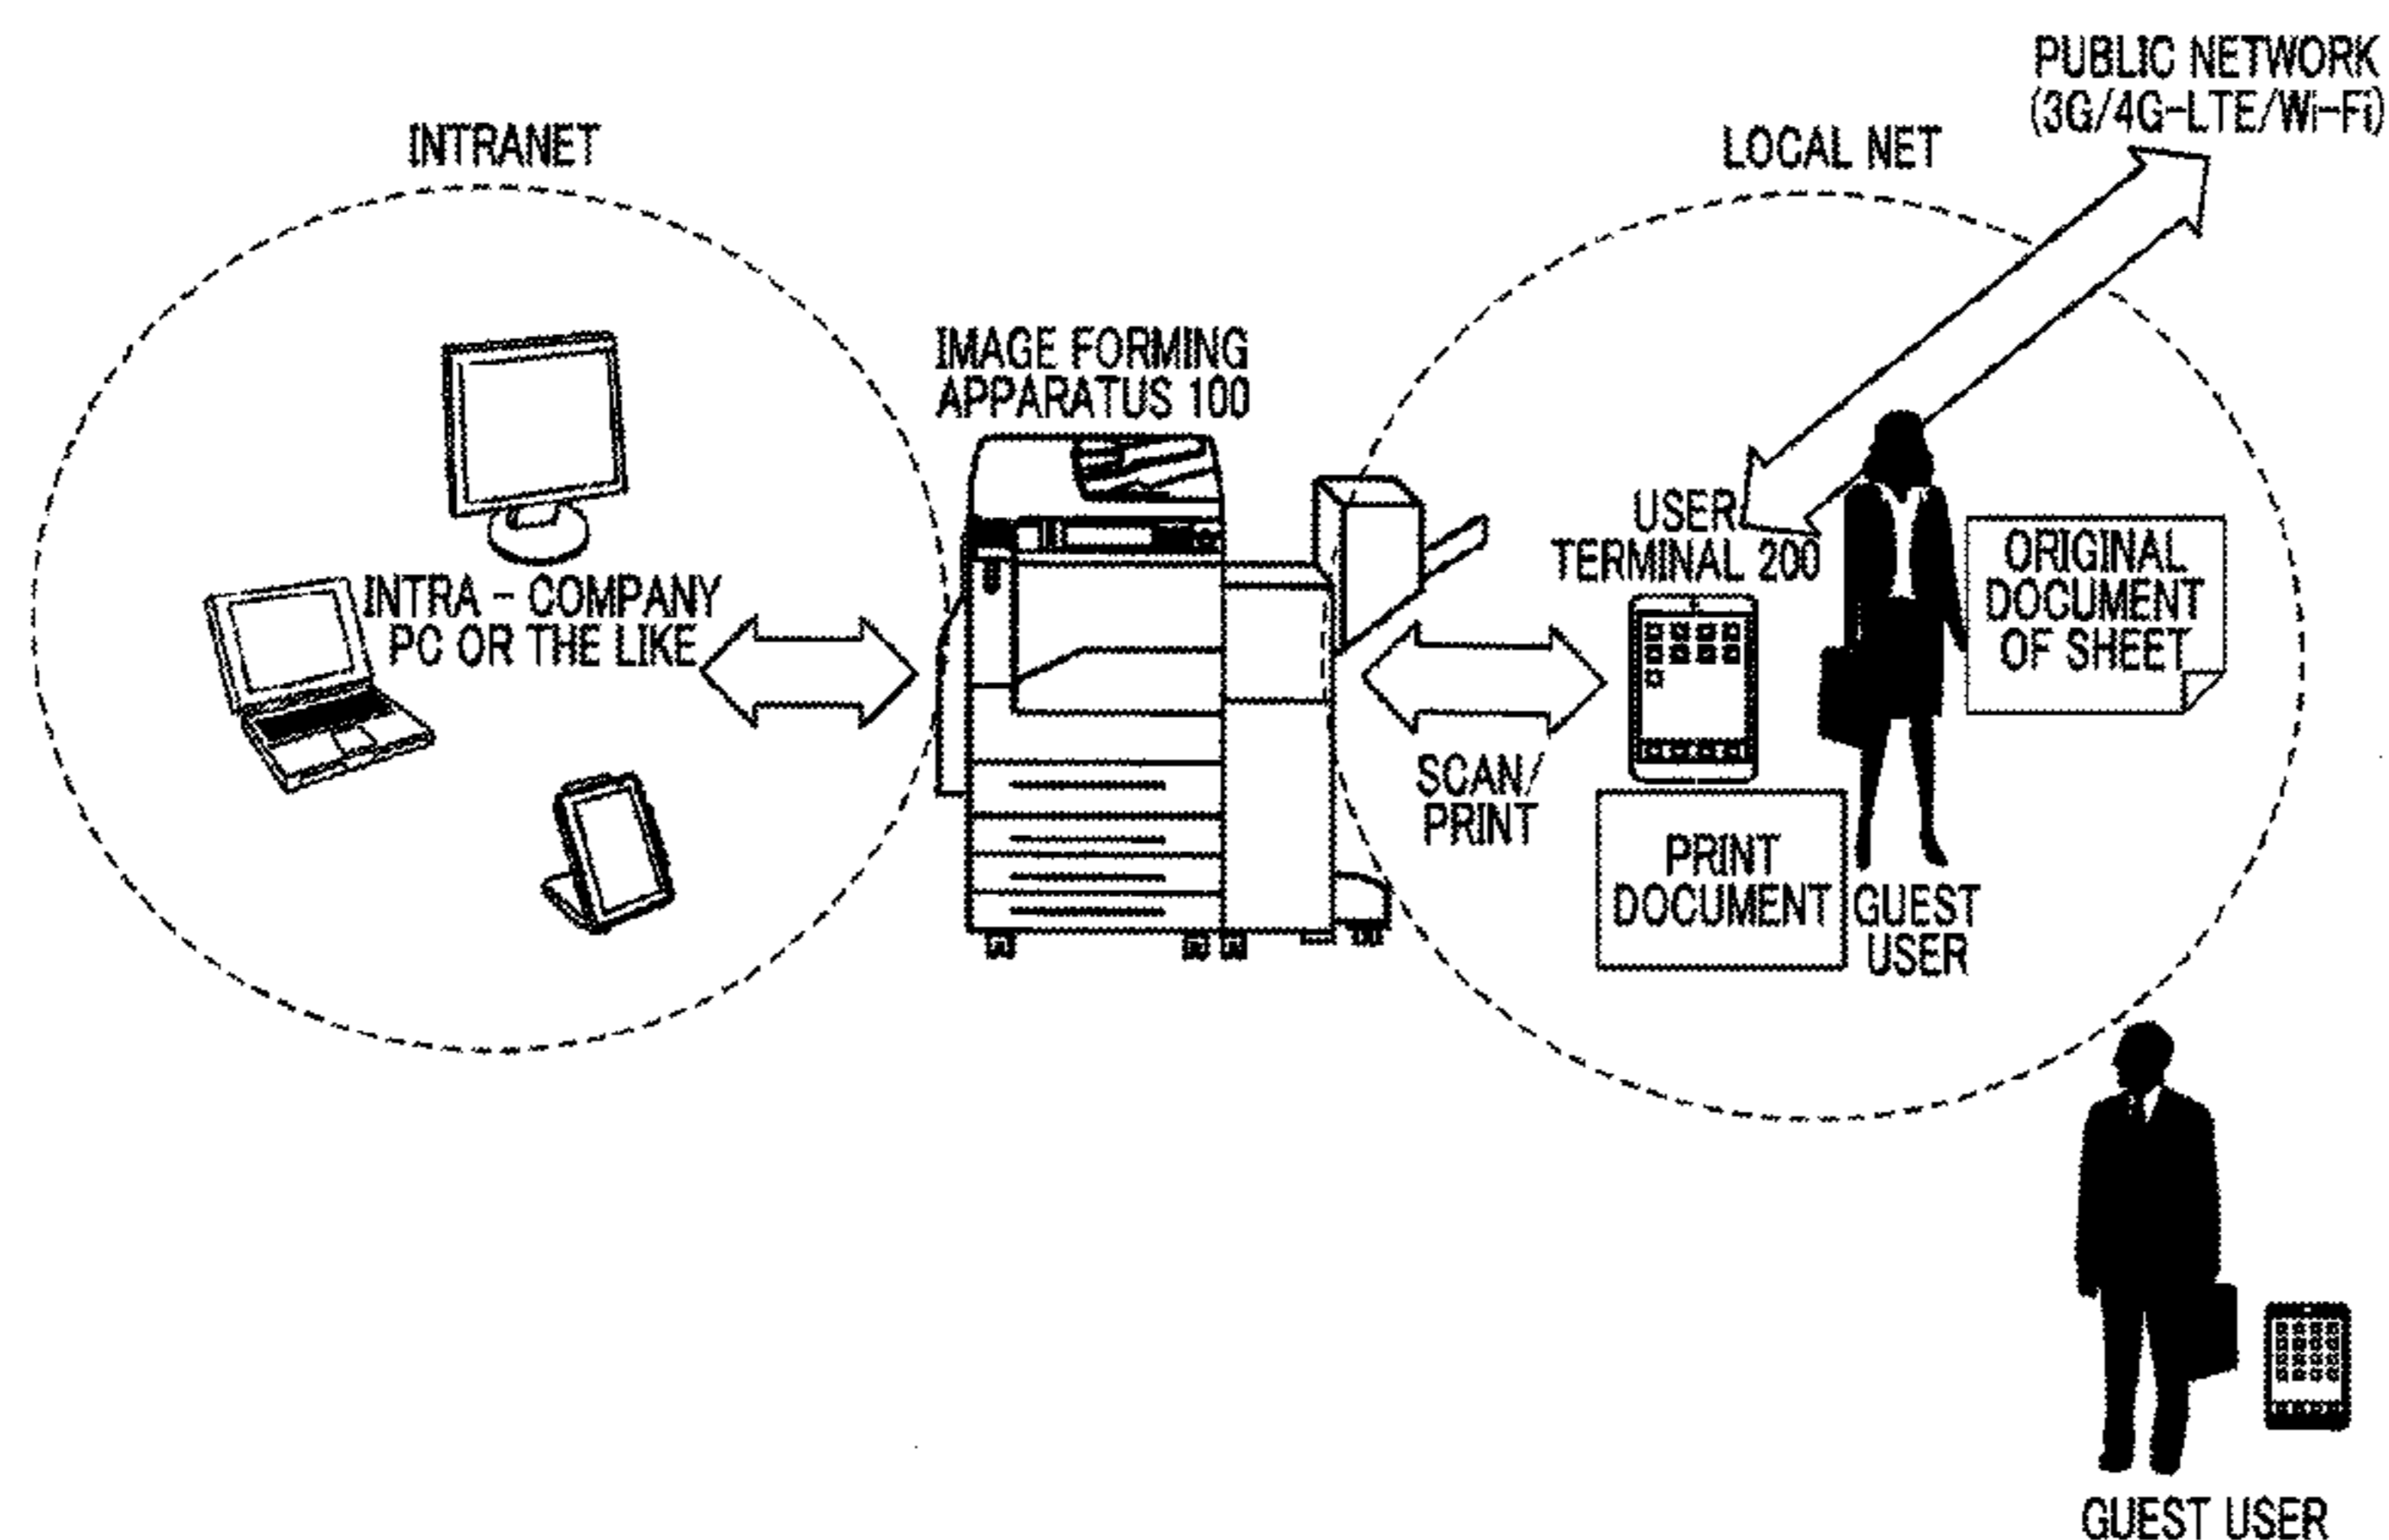 PUBLIC NETWORK
(3G/4G-LTE/Wi-Fi)
INTRANET
LOCAL NET
IMAGE FORMING
APPARATUS 100
USER
TERMINAL 200
ORIGINAL
DOCUMENT
OF SHEET
INTRA - COMPANY
PC OR THE LIKE
SCAN/
PRINT
PRINT
DOCUMENT
GUEST
USER
GUEST USER